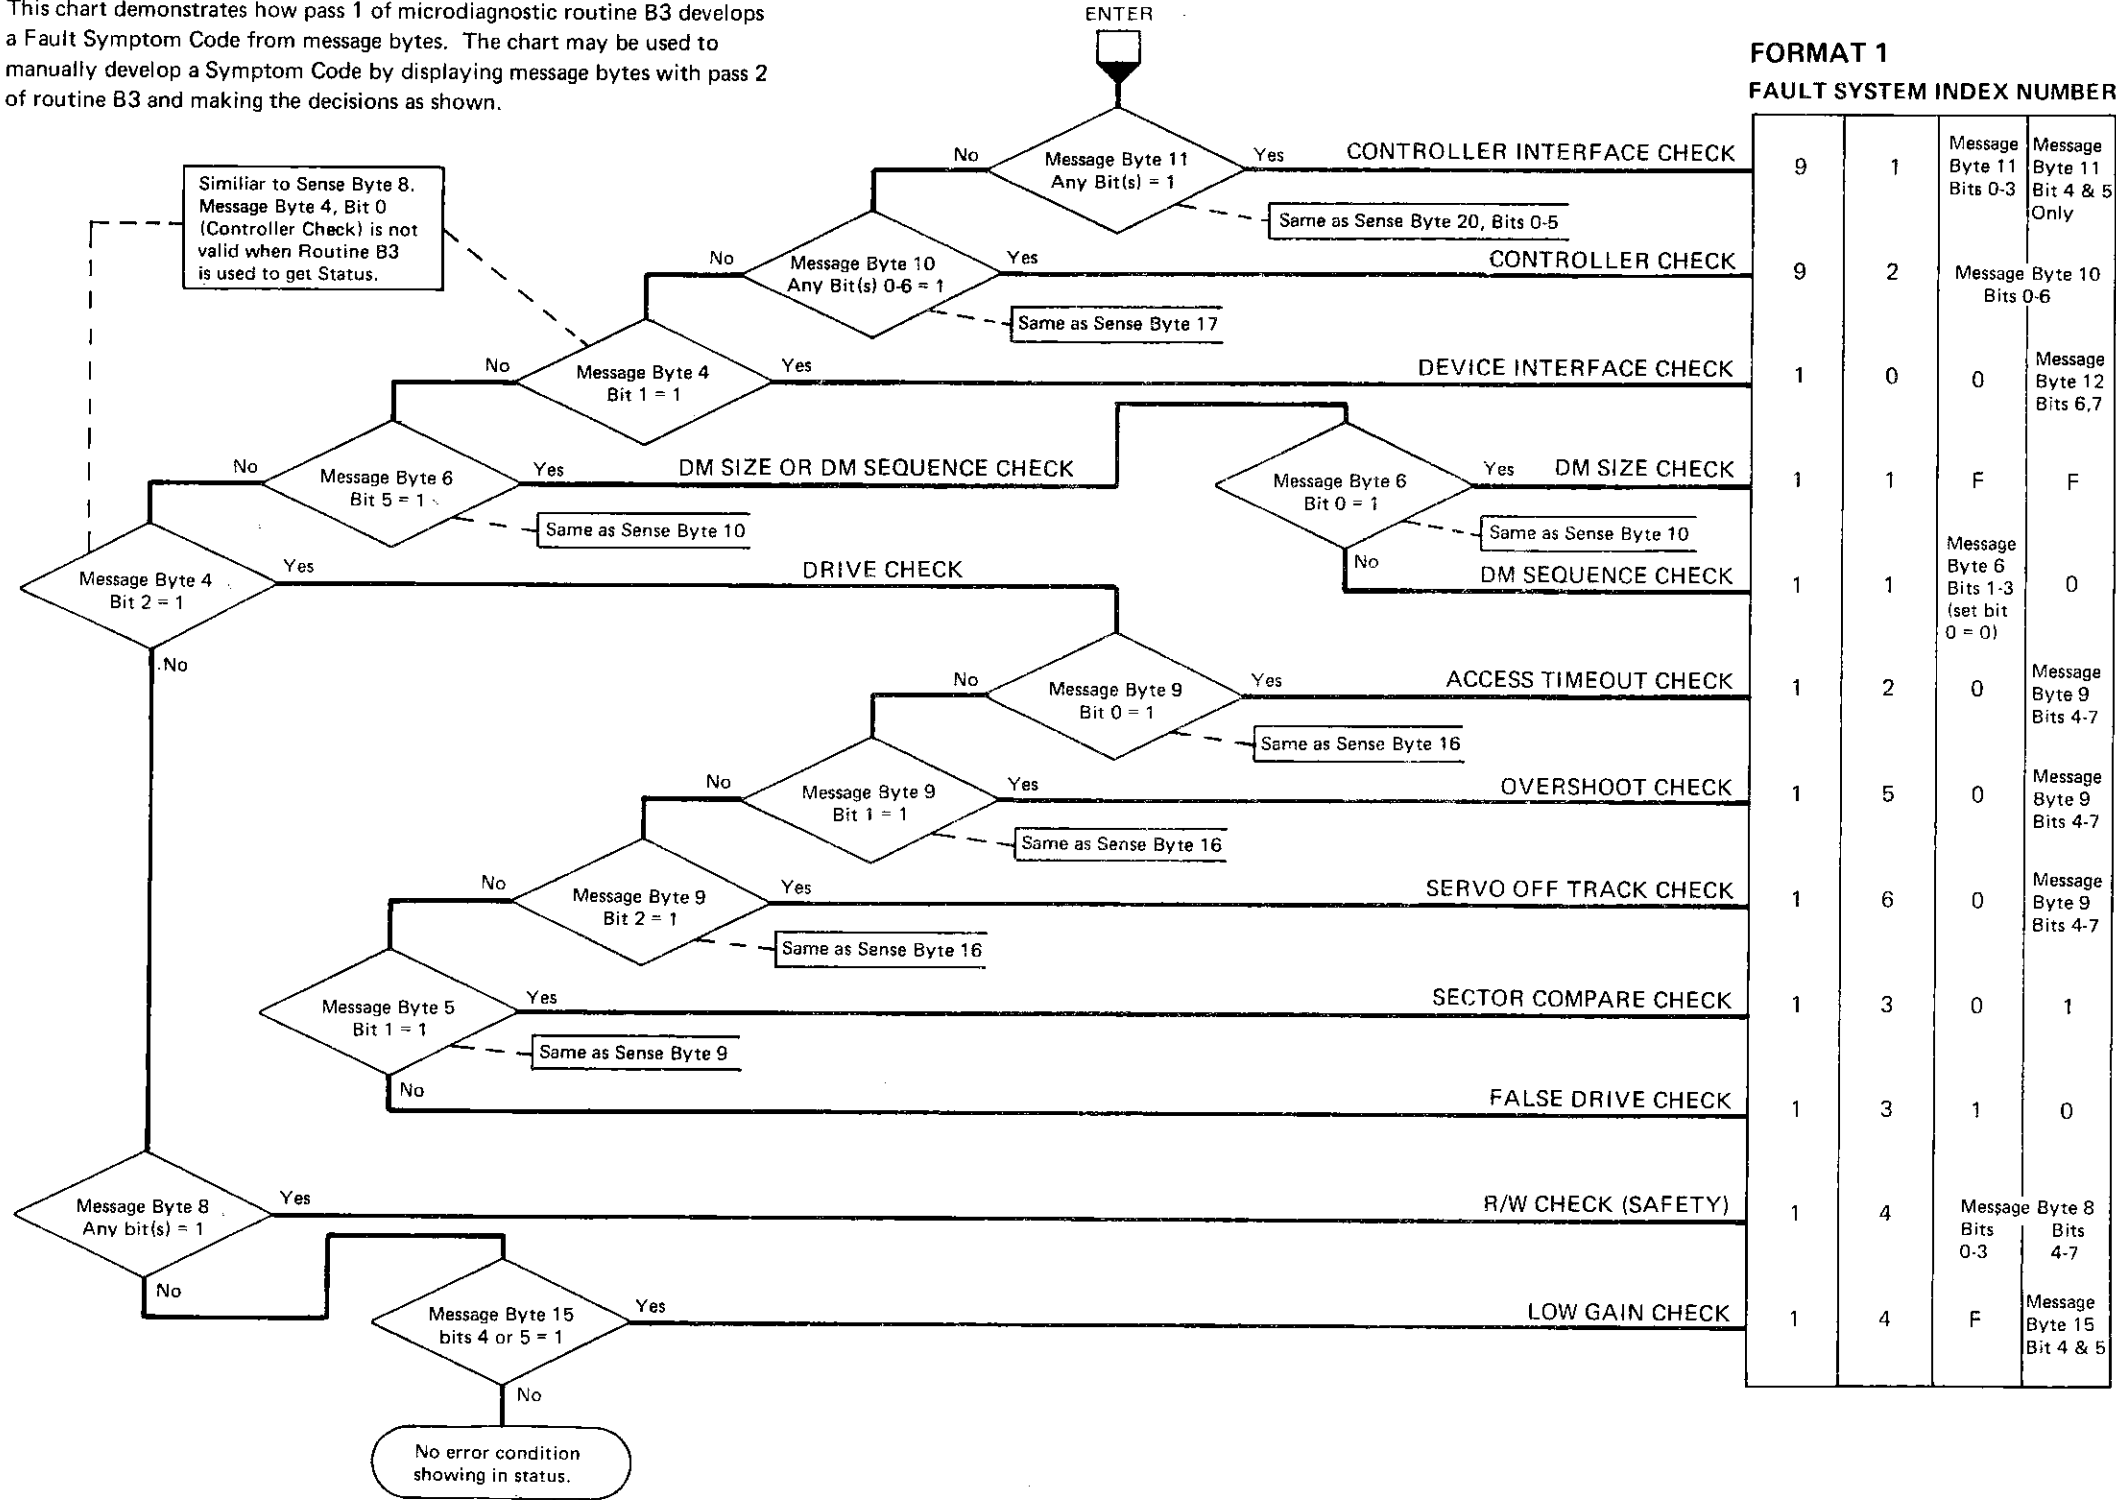 This chart demonstrates how pass 1 of microdiagnostic routine B3 develops
a Fault Symptom Code from message bytes. The chart may be used to
manually develop a Symptom Code by displaying message bytes with pass 2
of routine B3 and making the decisions as shown.
ENTER
FORMAT 1
FAULT SYSTEM INDEX NUMBER
Similiar to Sense Byte 8.
Message Byte 4, Bit 0
(Controller Check) is not
valid when Routine B3
is used to get Status.
Message Byte 11
Any Bit(s) = 1
No
Yes
CONTROLLER INTERFACE CHECK
Same as Sense Byte 20, Bits 0-5
9
1
Message
Byte 11
Bits 0-3
Message
Byte 11
Bit 4 & 5
Only
Message Byte 10
Any Bit(s) 0-6 = 1
No
Yes
CONTROLLER CHECK
Same as Sense Byte 17
9
2
Message Byte 10
Bits 0-6
Message Byte 4
Bit 1 = 1
No
Yes
DEVICE INTERFACE CHECK
1
0
0
Message
Byte 12
Bits 6,7
Message Byte 6
Bit 5 = 1
No
Yes
DM SIZE OR DM SEQUENCE CHECK
Same as Sense Byte 10
Message Byte 6
Bit 0 = 1
Yes
DM SIZE CHECK
Same as Sense Byte 10
1
1
F
F
No
DM SEQUENCE CHECK
1
1
Message
Byte 6
Bits 1-3
(set bit
0 = 0)
0
Message Byte 4
Bit 2 = 1
Yes
DRIVE CHECK
No
Message Byte 9
Bit 0 = 1
No
Yes
ACCESS TIMEOUT CHECK
Same as Sense Byte 16
1
2
0
Message
Byte 9
Bits 4-7
Message Byte 9
Bit 1 = 1
No
Yes
OVERSHOOT CHECK
Same as Sense Byte 16
1
5
0
Message
Byte 9
Bits 4-7
Message Byte 9
Bit 2 = 1
No
Yes
SERVO OFF TRACK CHECK
Same as Sense Byte 16
1
6
0
Message
Byte 9
Bits 4-7
Message Byte 5
Bit 1 = 1
Yes
SECTOR COMPARE CHECK
Same as Sense Byte 9
1
3
0
1
No
FALSE DRIVE CHECK
1
3
1
0
Message Byte 8
Any bit(s) = 1
Yes
R/W CHECK (SAFETY)
1
4
Message Byte 8
Bits
0-3
Bits
4-7
No
Message Byte 15
bits 4 or 5 = 1
Yes
LOW GAIN CHECK
1
4
F
Message
Byte 15
Bit 4 & 5
No
No error condition
showing in status.